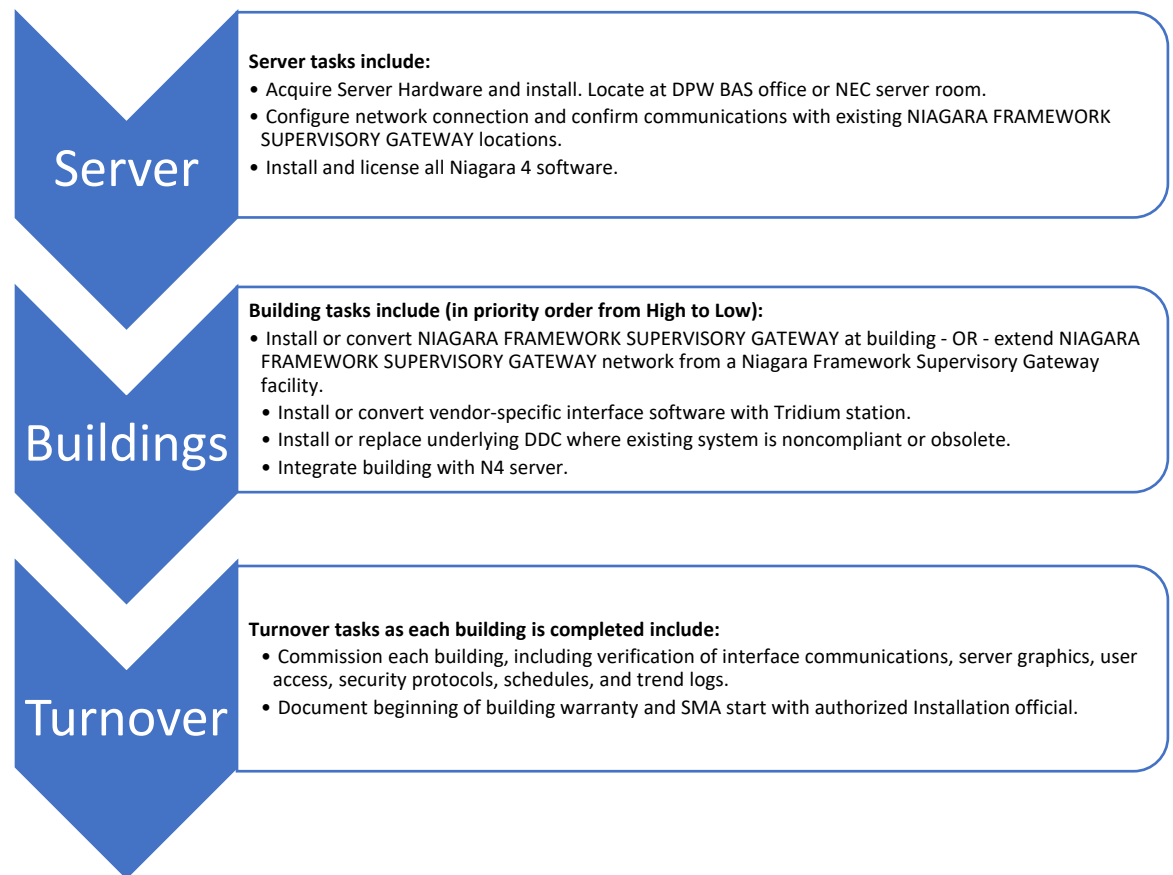 Server
Server tasks include:
• Acquire Server Hardware and install. Locate at DPW BAS office or NEC server room.
• Configure network connection and confirm communications with existing NIAGARA FRAMEWORK
SUPERVISORY GATEWAY locations.
• Install and license all Niagara 4 software.
Buildings
Building tasks include (in priority order from High to Low):
• Install or convert NIAGARA FRAMEWORK SUPERVISORY GATEWAY at building - OR - extend NIAGARA
FRAMEWORK SUPERVISORY GATEWAY network from a Niagara Framework Supervisory Gateway
facility.
• Install or convert vendor-specific interface software with Tridium station.
• Install or replace underlying DDC where existing system is noncompliant or obsolete.
• Integrate building with N4 server.
Turnover
Turnover tasks as each building is completed include:
• Commission each building, including verification of interface communications, server graphics, user
access, security protocols, schedules, and trend logs.
• Document beginning of building warranty and SMA start with authorized Installation official.